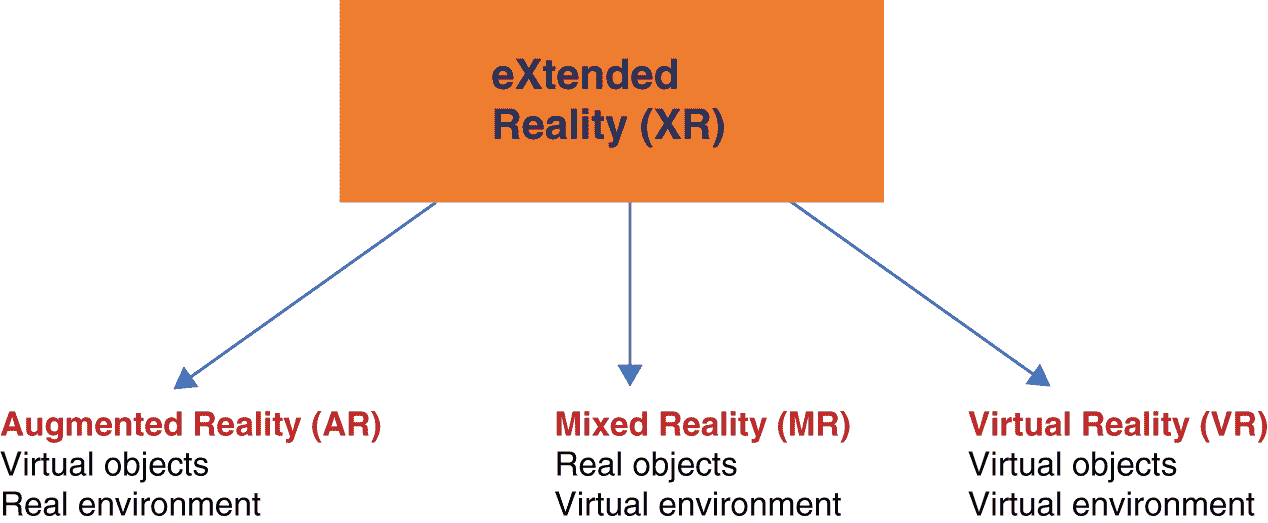 eXtended
Reality (XR)
Augmented Reality (AR)
Virtual objects
Real environment
Mixed Reality (MR)
Real objects
Virtual environment
Virtual Reality (VR)
Virtual objects
Virtual environment